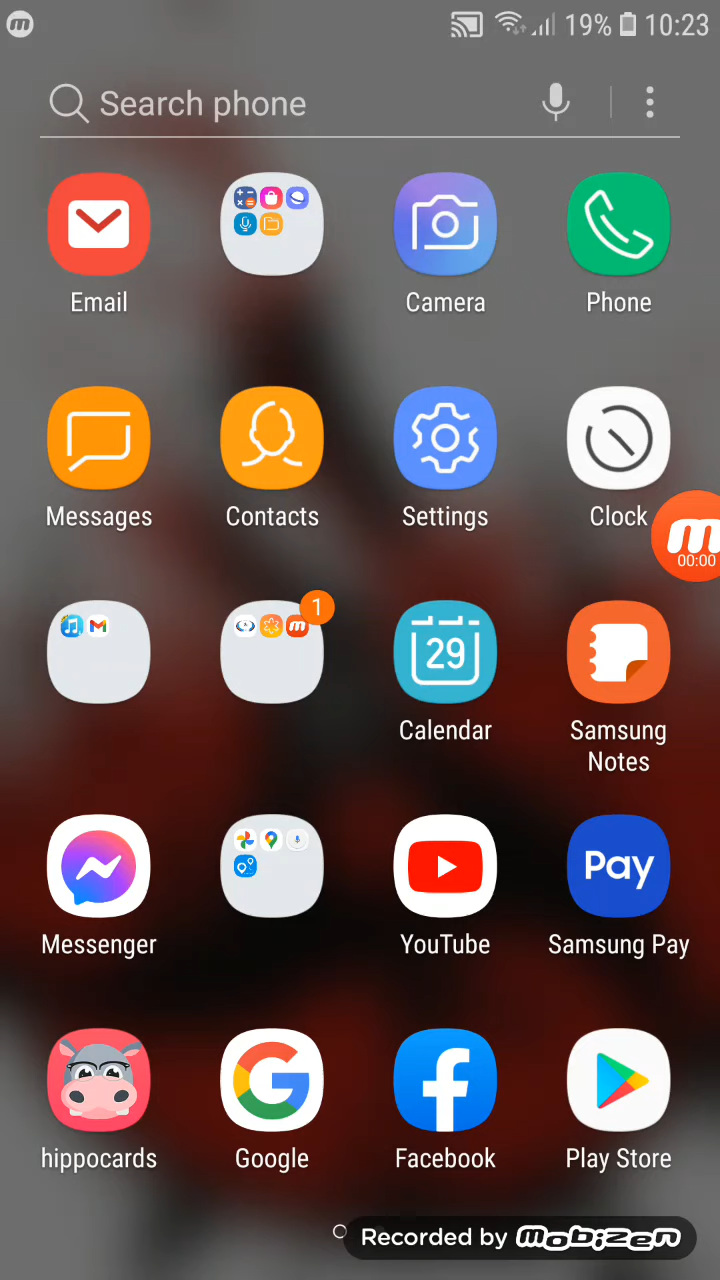 19% 10:23
Search phone
Email
Camera
Phone
Messages
Contacts
Settings
Clock
00:00
1
29
Calendar
Samsung
Notes
Pay
Messenger
YouTube
Samsung Pay
hippocards
Google
Facebook
Play Store
Recorded by mobizen